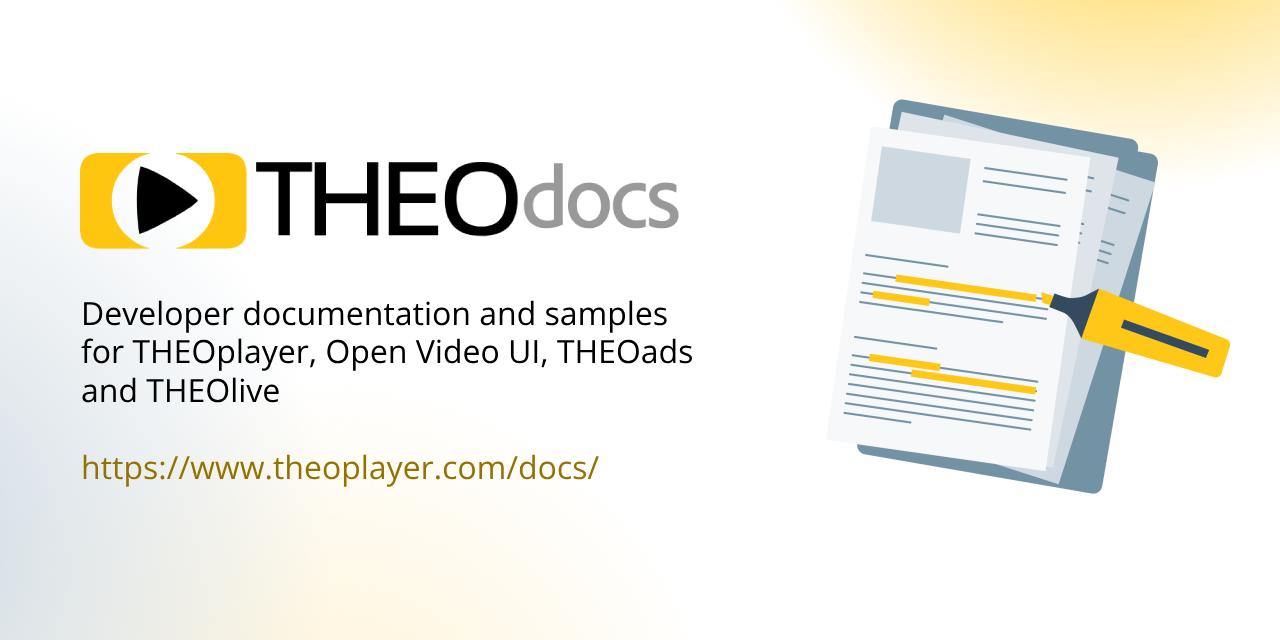 THEOdocs
Developer documentation and samples
for THEOplayer, Open Video UI, THEOads
and THEOlive
https://www.theoplayer.com/docs/